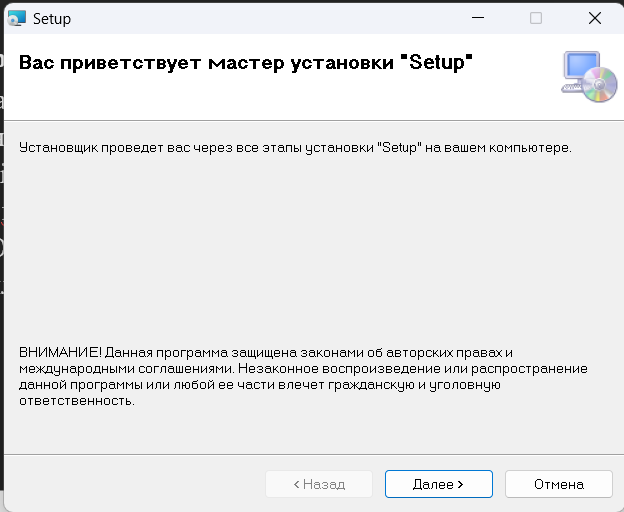 Setup
Вас приветствует мастер установки "Setup"
Установщик проведет вас через все этапы установки "Setup" на вашем компьютере.
ВНИМАНИЕ! Данная программа защищена законами об авторских правах и
международными соглашениями. Незаконное воспроизведение или распространение
данной программы или любой ее части влечет гражданскую и уголовную
ответственность.
< Назад
Далее >
Отмена